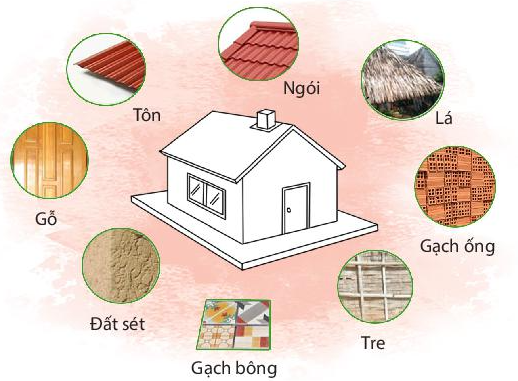 Ngói
Tôn
Lá
Gỗ
Gạch ống
Đất sét
Tre
Gạch bông